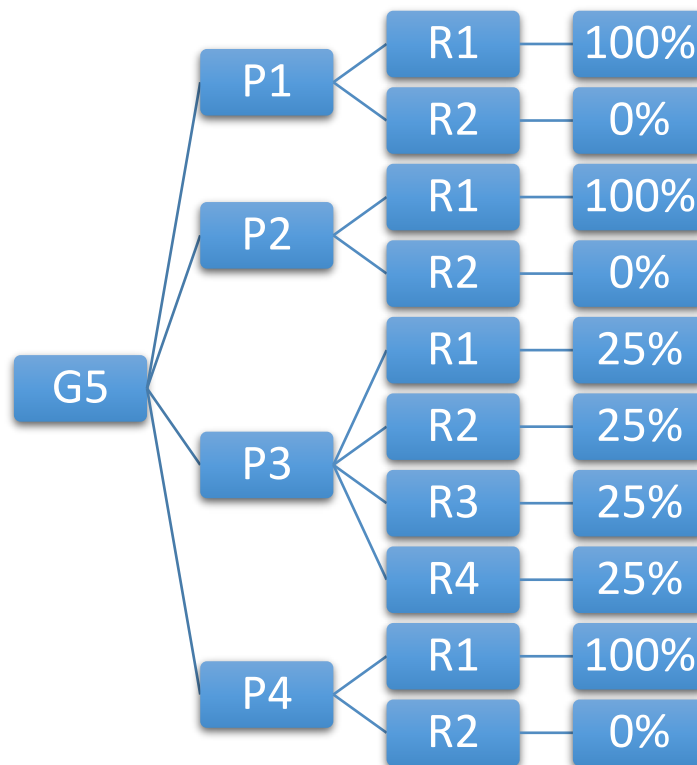 R1 100%
P1
R2 0%
R1 100%
P2
R2 0%
R1 25%
G5
R2 25%
P3
R3 25%
R4 25%
R1 100%
P4
R2 0%